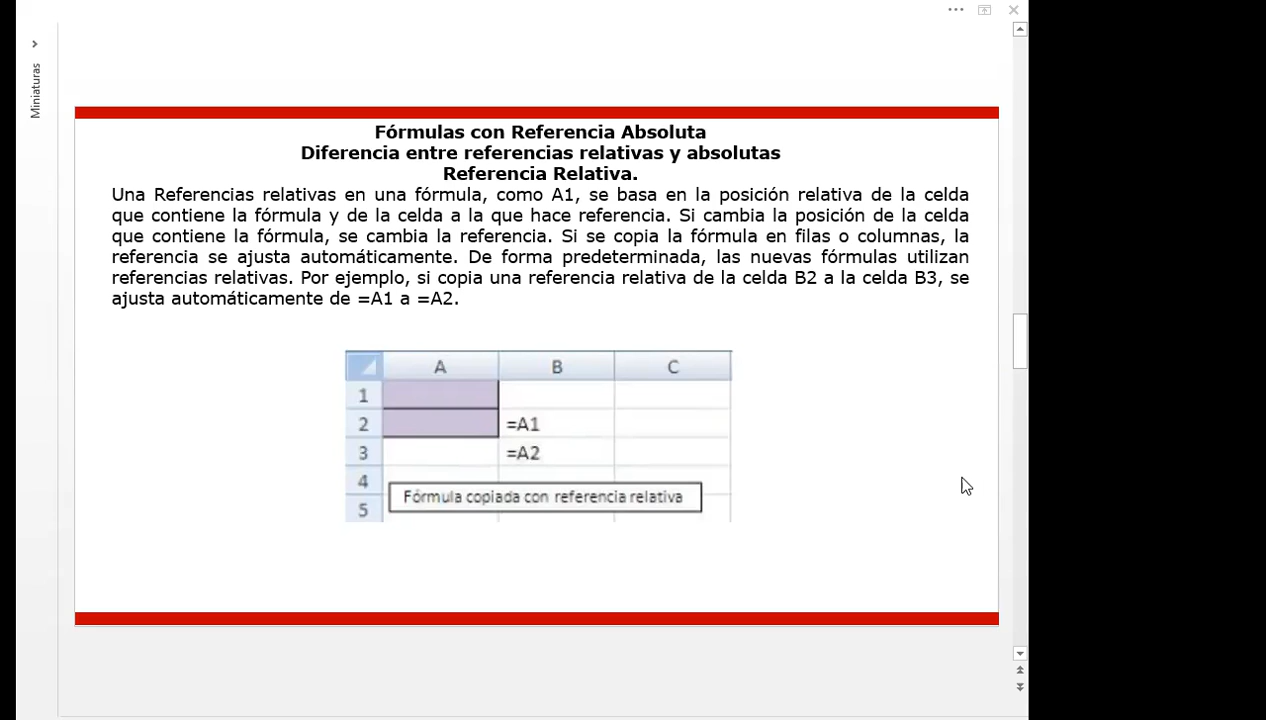 Miniaturas
Fórmulas con Referencia Absoluta
Diferencia entre referencias relativas y absolutas
Referencia Relativa.
Una Referencias relativas en una fórmula, como A1, se basa en la posición relativa de la celda
que contiene la fórmula y de la celda a la que hace referencia. Si cambia la posición de la celda
que contiene la fórmula, se cambia la referencia. Si se copia la fórmula en filas o columnas, la
referencia se ajusta automáticamente. De forma predeterminada, las nuevas fórmulas utilizan
referencias relativas. Por ejemplo, si copia una referencia relativa de la celda B2 a la celda B3, se
ajusta automáticamente de =A1 a =A2.
A B C
1
2 =A1
3 =A2
4
Fórmula copiada con referencia relativa
5